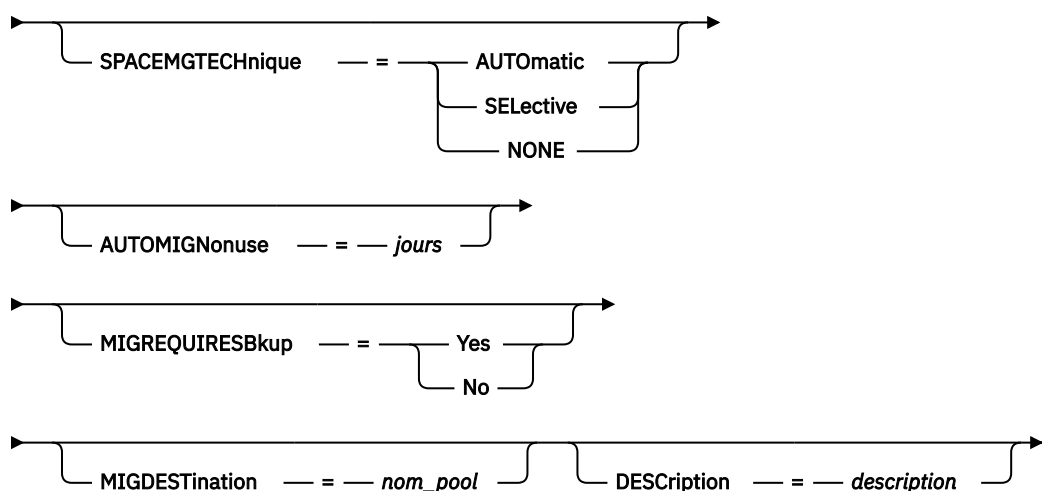 SPACEMGTECHnique = AUTOmatic
SELective
NONE
AUTOMIGNonuse = jours
MIGREQUIRESBkup = Yes
No
MIGDESTination = nom_pool DESCription = description